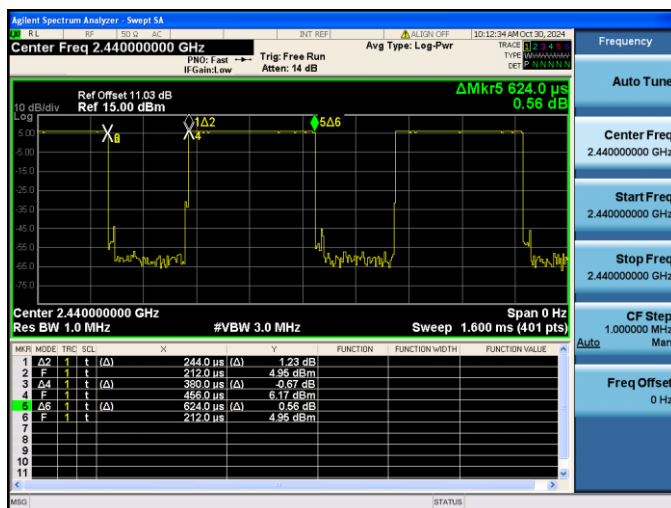 Agilent Spectrum Analyzer - Swept SA
RL RF 50 Ω AC INT REF ALIGN OFF 10:12:34 AM Oct 30, 2024
Center Freq 2.440000000 GHz Avg Type: Log-Pwr TRACE 1 2 3 4 5 6
PNO: Fast Trig: Free Run TYPE W
IFGain:Low Atten: 14 dB DET P N N N N N
Ref Offset 11.03 dB ΔMkr5 624.0 µs
10 dB/div Ref 15.00 dBm 0.56 dB
Log
1Δ2 5Δ6
5.00 4
-5.00
-15.0
-25.0
-35.0
-45.0
-55.0
-65.0
-75.0
Center 2.440000000 GHz Span 0 Hz
Res BW 1.0 MHz #VBW 3.0 MHz Sweep 1.600 ms (401 pts)
MKR MODE TRC SCL X Y FUNCTION FUNCTION WIDTH FUNCTION VALUE
1 Δ2 1 t (Δ) 244.0 µs (Δ) 1.23 dB
2 F 1 t 212.0 µs 4.95 dBm
3 Δ4 1 t (Δ) 380.0 µs (Δ) -0.67 dB
4 F 1 t 456.0 µs 6.17 dBm
5 Δ6 1 t (Δ) 624.0 µs (Δ) 0.56 dB
6 F 1 t 212.0 µs 4.95 dBm
7
8
9
10
11
MSG STATUS
Frequency
Auto Tune
Center Freq
2.440000000 GHz
Start Freq
2.440000000 GHz
Stop Freq
2.440000000 GHz
CF Step
1.000000 MHz
Auto Man
Freq Offset
0 Hz